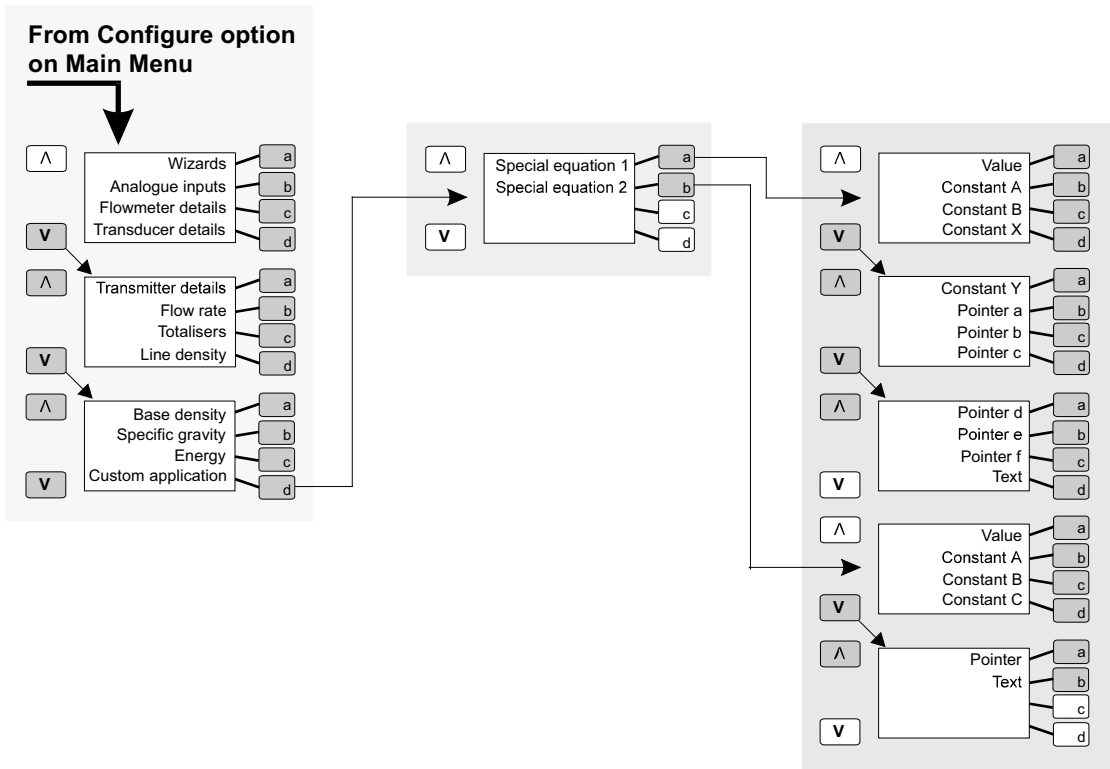 From Configure option
on Main Menu
Λ
Wizards a
Analogue inputs b
Flowmeter details c
Transducer details d
V
Λ
Transmitter details a
Flow rate b
Totalisers c
Line density d
V
Λ
Base density a
Specific gravity b
Energy c
Custom application d
V
Λ
Special equation 1 a
Special equation 2 b
c
V
d
Λ
Value a
Constant A b
Constant B c
Constant X d
V
Λ
Constant Y a
Pointer a b
Pointer b c
Pointer c d
V
Λ
Pointer d a
Pointer e b
Pointer f c
Text d
V
Λ
Value a
Constant A b
Constant B c
Constant C d
V
Λ
Pointer a
Text b
c
V
d